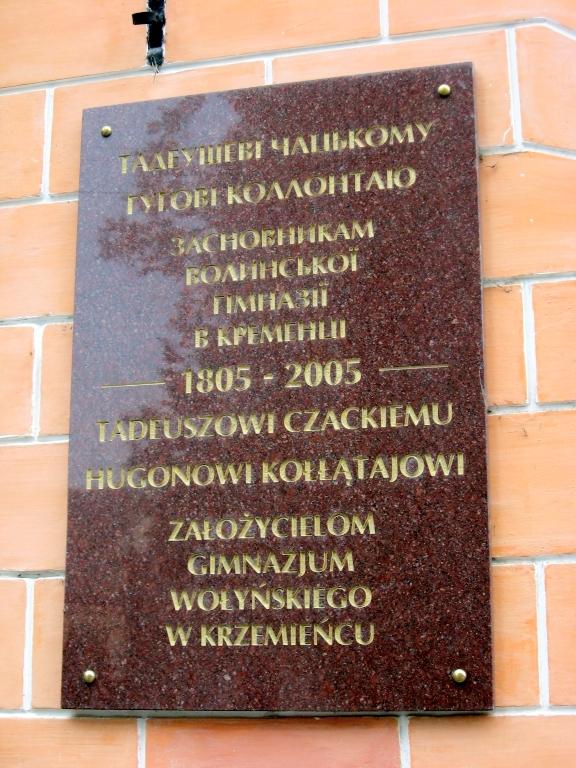 ТАДЕУШЕВІ ЧАЦЬКОМУ
ГУГОВІ КОЛЛОНТАЮ
ЗАСНОВНИКАМ
ВОЛИНСЬКОЇ
ГІМНАЗІЇ
В КРЕМЕНЦІ
1805 - 2005
TADEUSZOWI CZACKIEMU
HUGONOWI KOŁŁĄTAJOWI
ZAŁOŻYCIELOM
GIMNAZJUM
WOŁYŃSKIEGO
W KRZEMIEŃCU